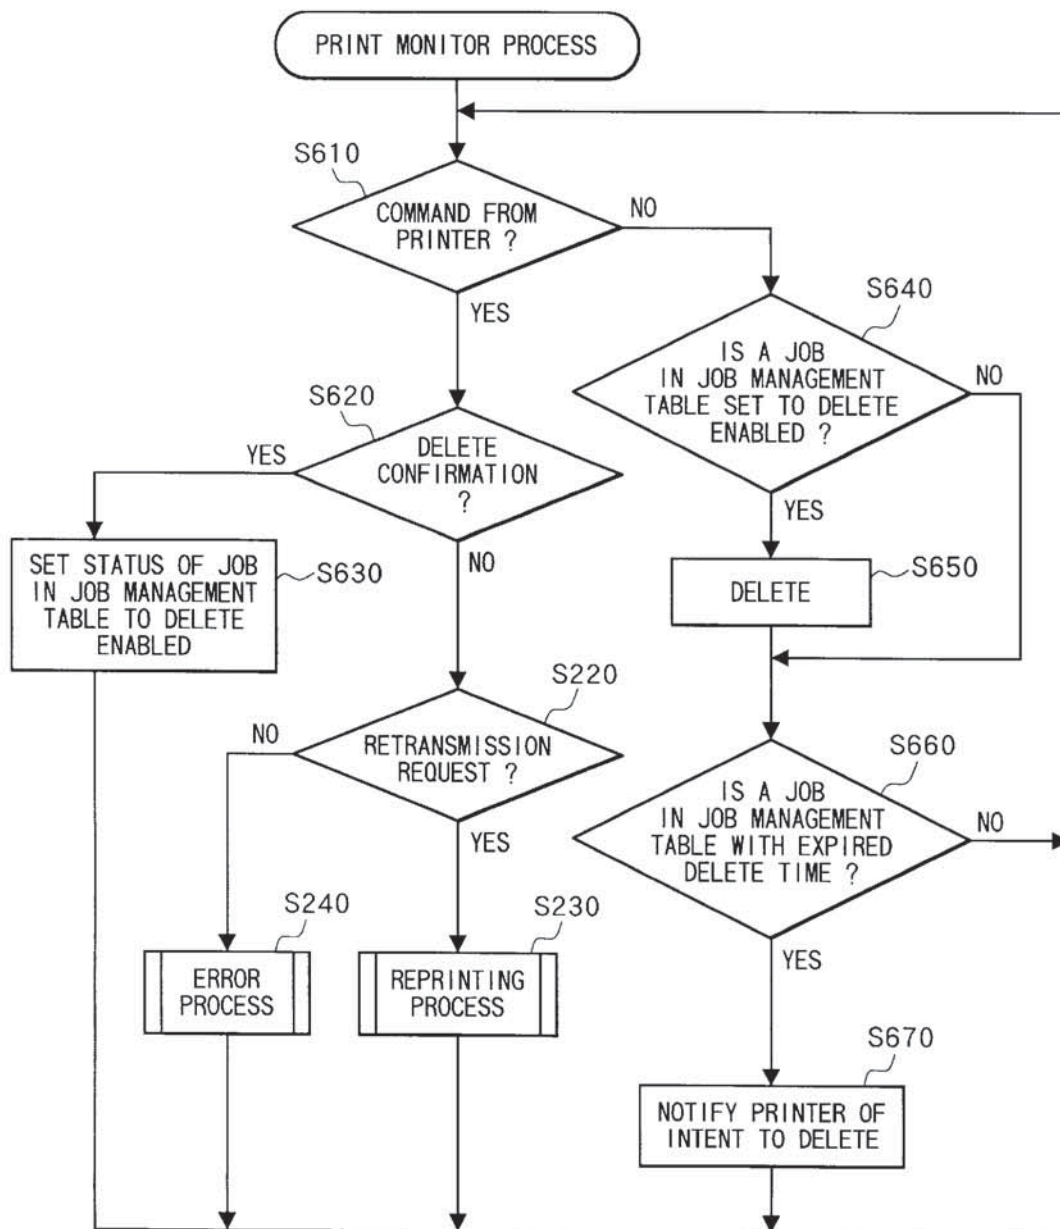 PRINT MONITOR PROCESS
S610
COMMAND FROM
PRINTER ?
NO
YES
S640
IS A JOB
IN JOB MANAGEMENT
TABLE SET TO DELETE
ENABLED ?
NO
YES
S620
DELETE
CONFIRMATION
?
YES
NO
SET STATUS OF JOB
IN JOB MANAGEMENT
TABLE TO DELETE
ENABLED
S630
DELETE
S650
S220
RETRANSMISSION
REQUEST ?
NO
YES
S660
IS A JOB
IN JOB MANAGEMENT
TABLE WITH EXPIRED
DELETE TIME ?
NO
YES
S240
ERROR
PROCESS
S230
REPRINTING
PROCESS
S670
NOTIFY PRINTER OF
INTENT TO DELETE